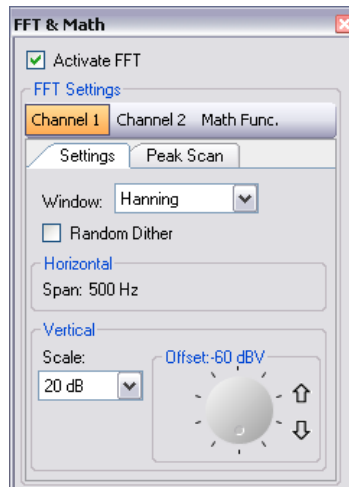 FFT & Math
Activate FFT
FFT Settings
Channel 1 Channel 2 Math Func.
Settings Peak Scan
Window: Hanning
Random Dither
Horizontal
Span: 500 Hz
Vertical
Scale: Offset:-60 dBV
20 dB